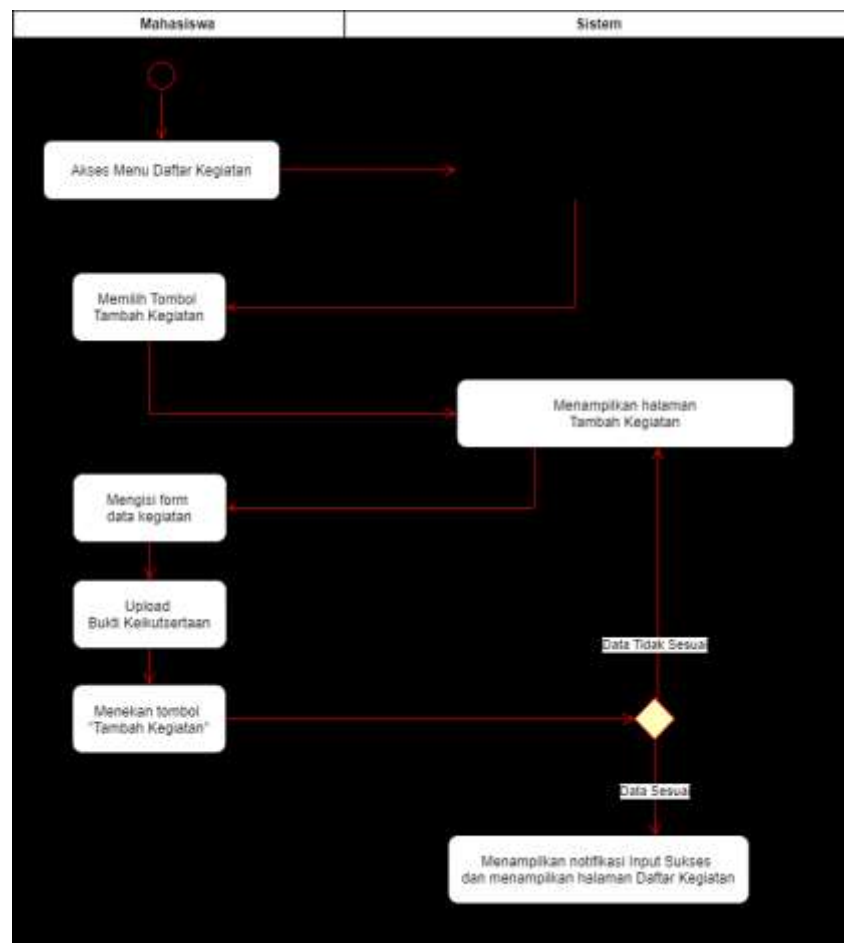 Mahasiswa
Sistem
Akses Menu Daftar Kegiatan
Memilih Tombol
Tambah Kegiatan
Menampilkan halaman
Tambah Kegiatan
Mengisi form
data kegiatan
Upload
Bukti Keikutsertaan
Data Tidak Sesuai
Menekan tombol
"Tambah Kegiatan"
Data Sesuai
Menampilkan notifikasi Input Sukses
dan menampilkan halaman Daftar Kegiatan